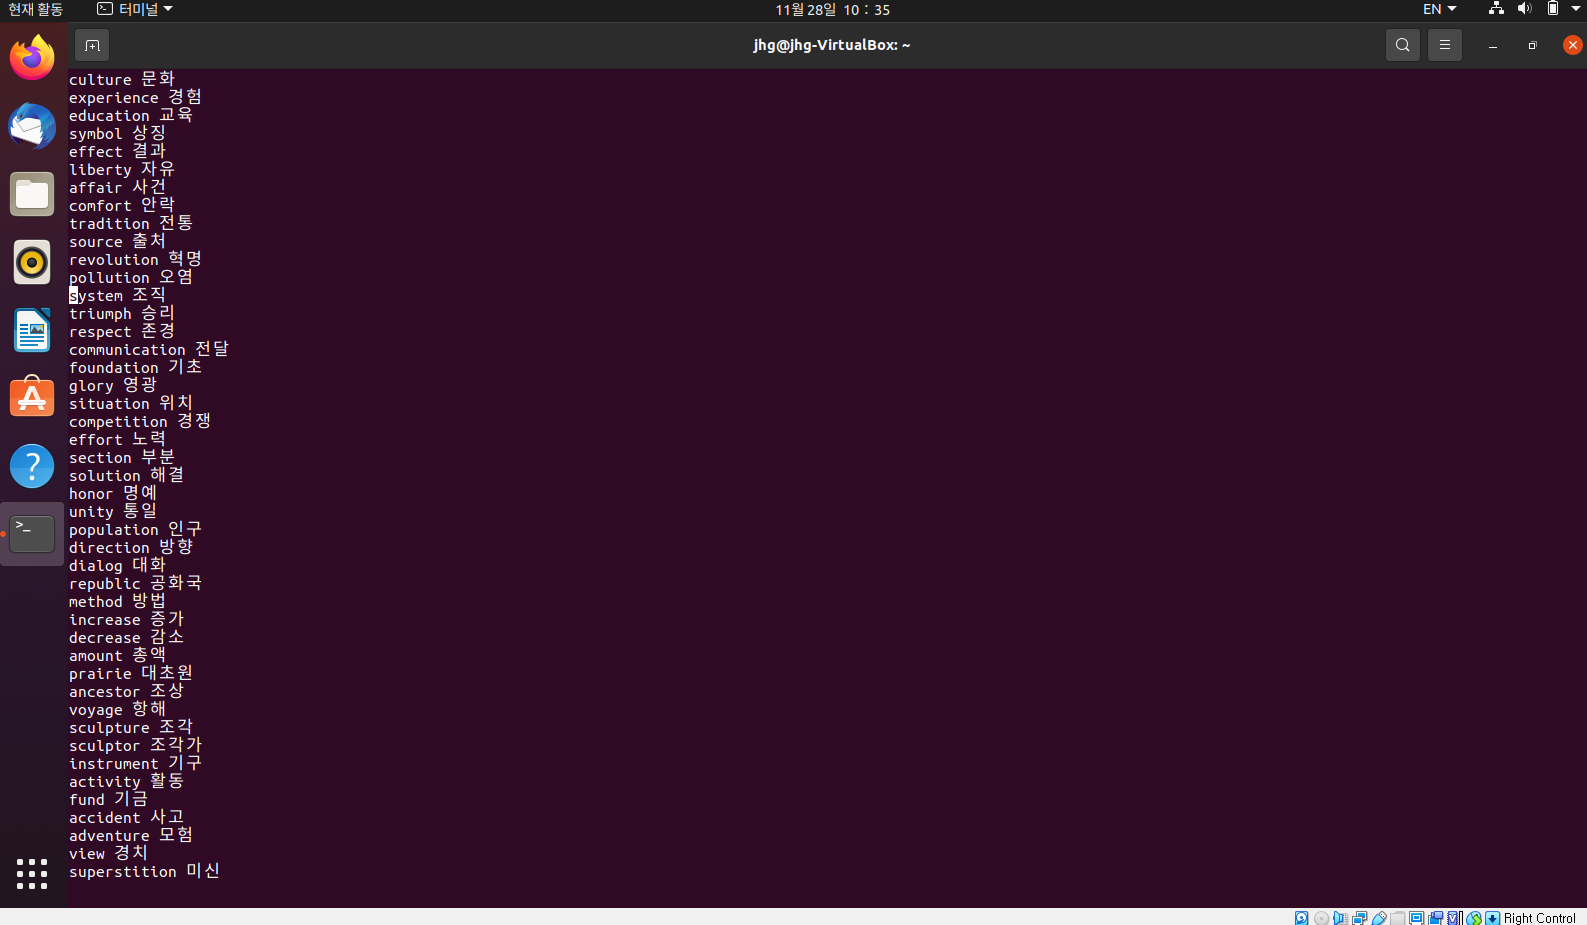 현재 활동 터미널 11월 28일 10 : 35 EN
jhg@jhg-VirtualBox: ~
culture 문화
experience 경험
education 교육
symbol 상징
effect 결과
liberty 자유
affair 사건
comfort 안락
tradition 전통
source 출처
revolution 혁명
pollution 오염
system 조직
triumph 승리
respect 존경
communication 전달
foundation 기초
glory 영광
situation 위치
competition 경쟁
effort 노력
section 부분
solution 해결
honor 명예
unity 통일
population 인구
direction 방향
dialog 대화
republic 공화국
method 방법
increase 증가
decrease 감소
amount 총액
prairie 대초원
ancestor 조상
voyage 항해
sculpture 조각
sculptor 조각가
instrument 기구
activity 활동
fund 기금
accident 사고
adventure 모험
view 경치
superstition 미신
Right Control